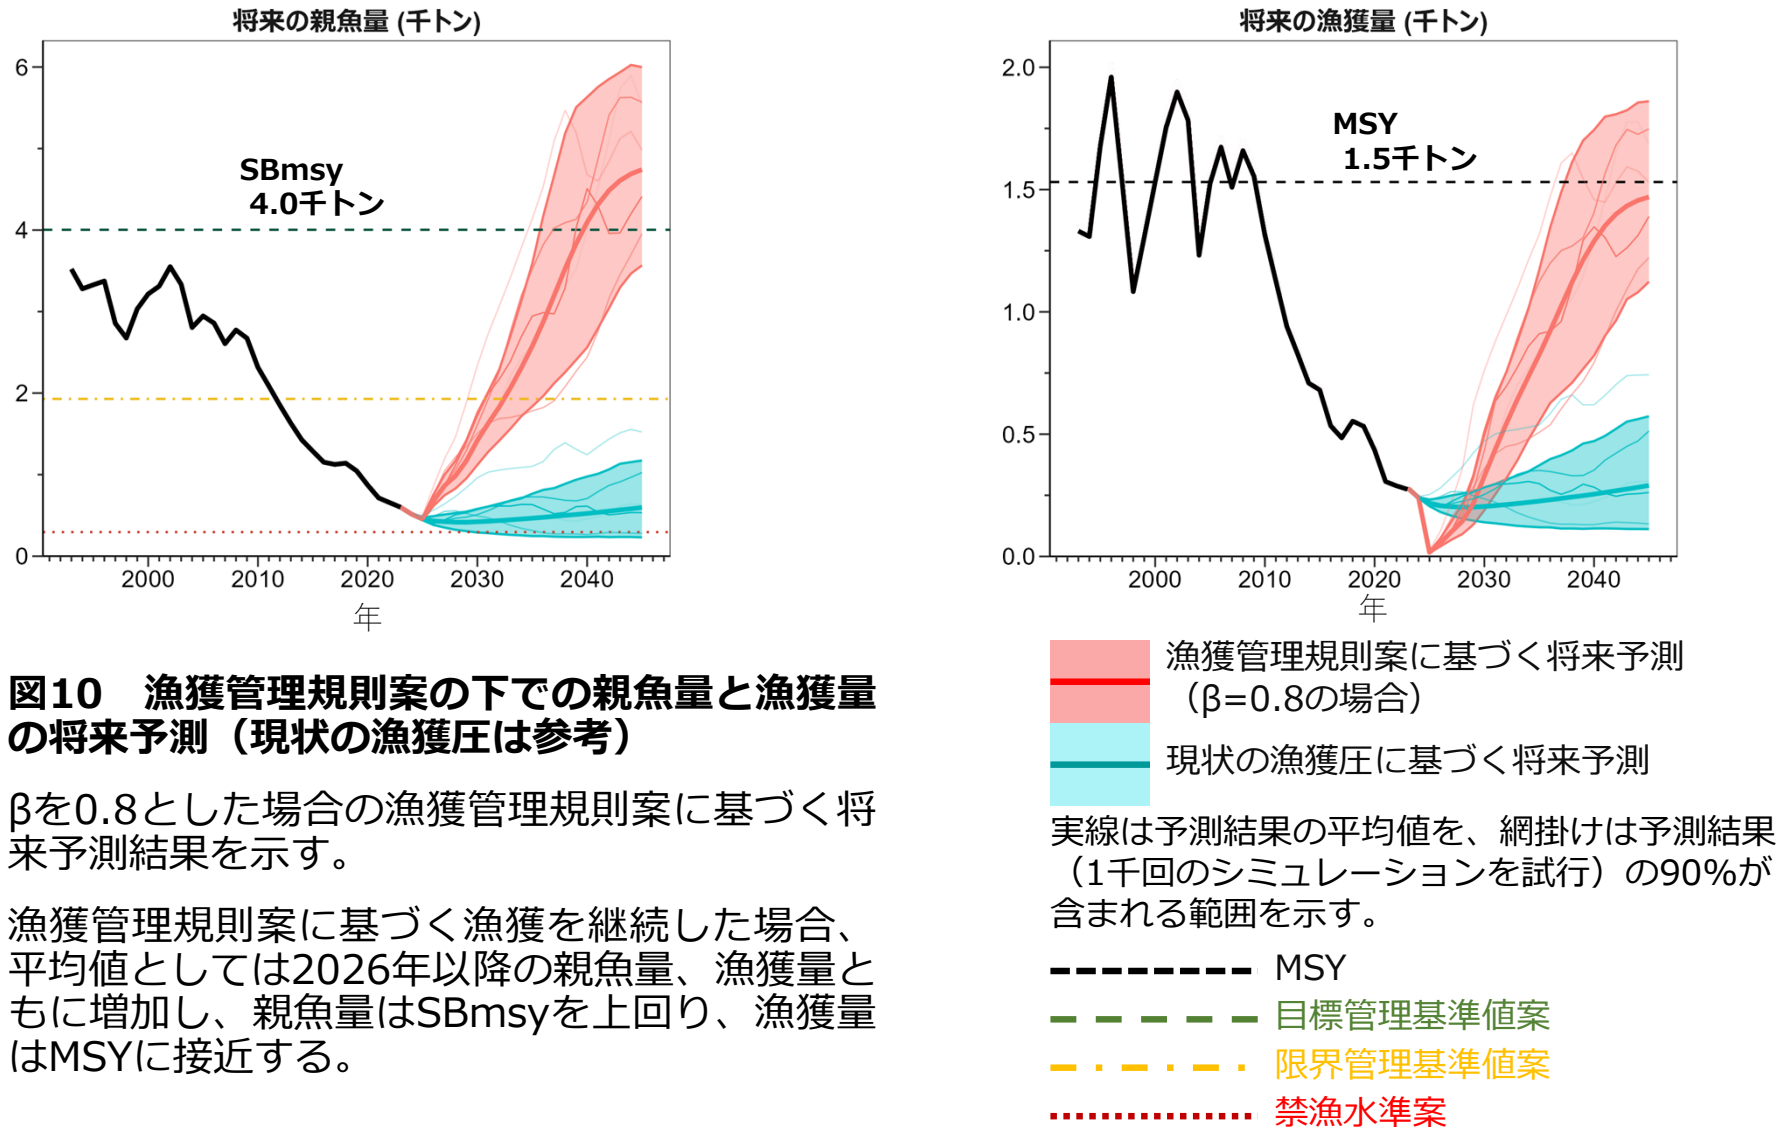 将来の親魚量 (千トン)
6
4
2
0
SBmsy
4.0千トン
2000
2010
2020
2030
2040
年
将来の漁獲量 (千トン)
2.0
1.5
1.0
0.5
0.0
MSY
1.5千トン
2000
2010
2020
2030
2040
年
図10　漁獲管理規則案の下での親魚量と漁獲量
の将来予測（現状の漁獲圧は参考）
βを0.8とした場合の漁獲管理規則案に基づく将
来予測結果を示す。
漁獲管理規則案に基づく漁獲を継続した場合、
平均値としては2026年以降の親魚量、漁獲量と
もに増加し、親魚量はSBmsyを上回り、漁獲量
はMSYに接近する。
漁獲管理規則案に基づく将来予測
（β=0.8の場合）
現状の漁獲圧に基づく将来予測
実線は予測結果の平均値を、網掛けは予測結果
（1千回のシミュレーションを試行）の90%が
含まれる範囲を示す。
MSY
目標管理基準値案
限界管理基準値案
禁漁水準案